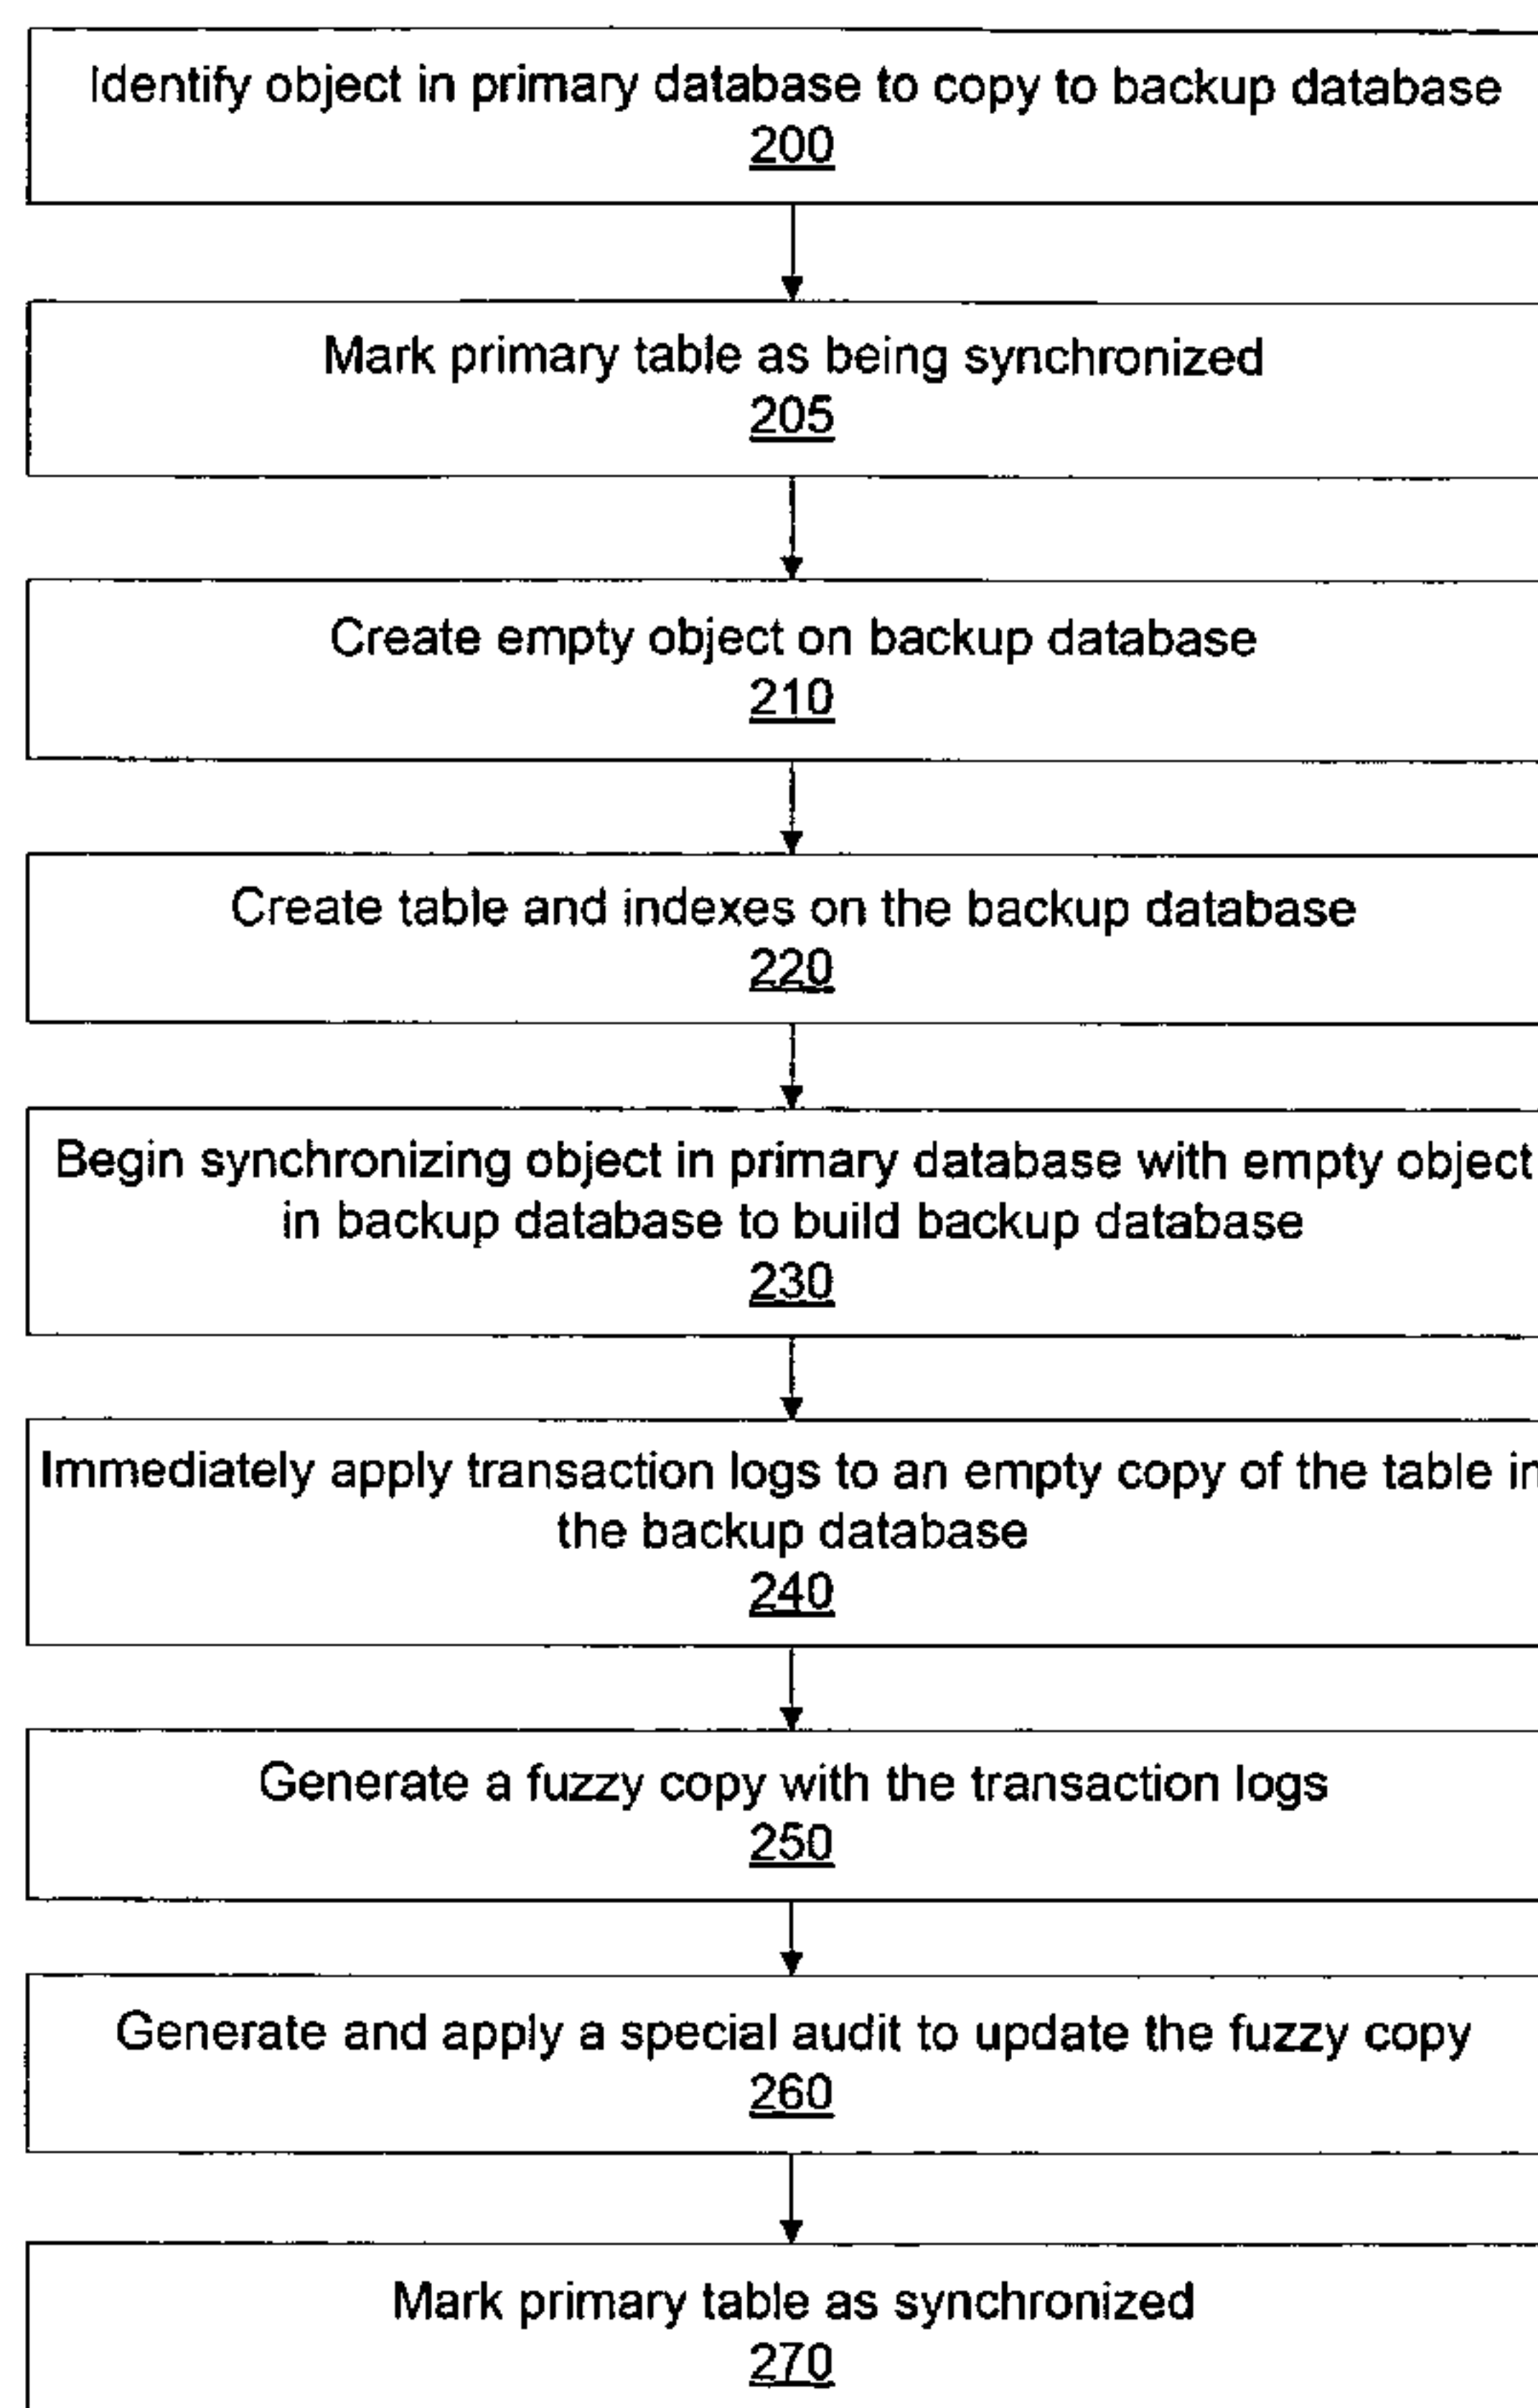 Identify object in primary database to copy to backup database
200
Mark primary table as being synchronized
205
Create empty object on backup database
210
Create table and indexes on the backup database
220
Begin synchronizing object in primary database with empty object
in backup database to build backup database
230
Immediately apply transaction logs to an empty copy of the table in
the backup database
240
Generate a fuzzy copy with the transaction logs
250
Generate and apply a special audit to update the fuzzy copy
260
Mark primary table as synchronized
270